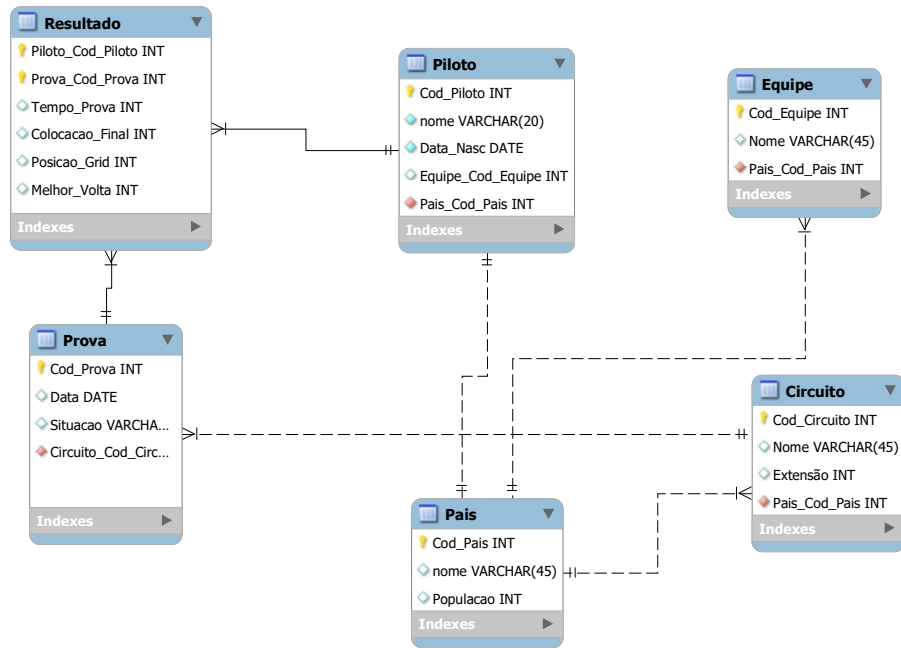 Resultado
Piloto_Cod_Piloto INT
Prova_Cod_Prova INT
Tempo_Prova INT
Colocacao_Final INT
Posicao_Grid INT
Melhor_Volta INT
Indexes
Piloto
Cod_Piloto INT
nome VARCHAR(20)
Data_Nasc DATE
Equipe_Cod_Equipe INT
Pais_Cod_Pais INT
Indexes
Equipe
Cod_Equipe INT
Nome VARCHAR(45)
Pais_Cod_Pais INT
Indexes
Prova
Cod_Prova INT
Data DATE
Situacao VARCHA...
Circuito_Cod_Circ...
Indexes
Circuito
Cod_Circuito INT
Nome VARCHAR(45)
Extensão INT
Pais_Cod_Pais INT
Indexes
Pais
Cod_Pais INT
nome VARCHAR(45)
Populacao INT
Indexes